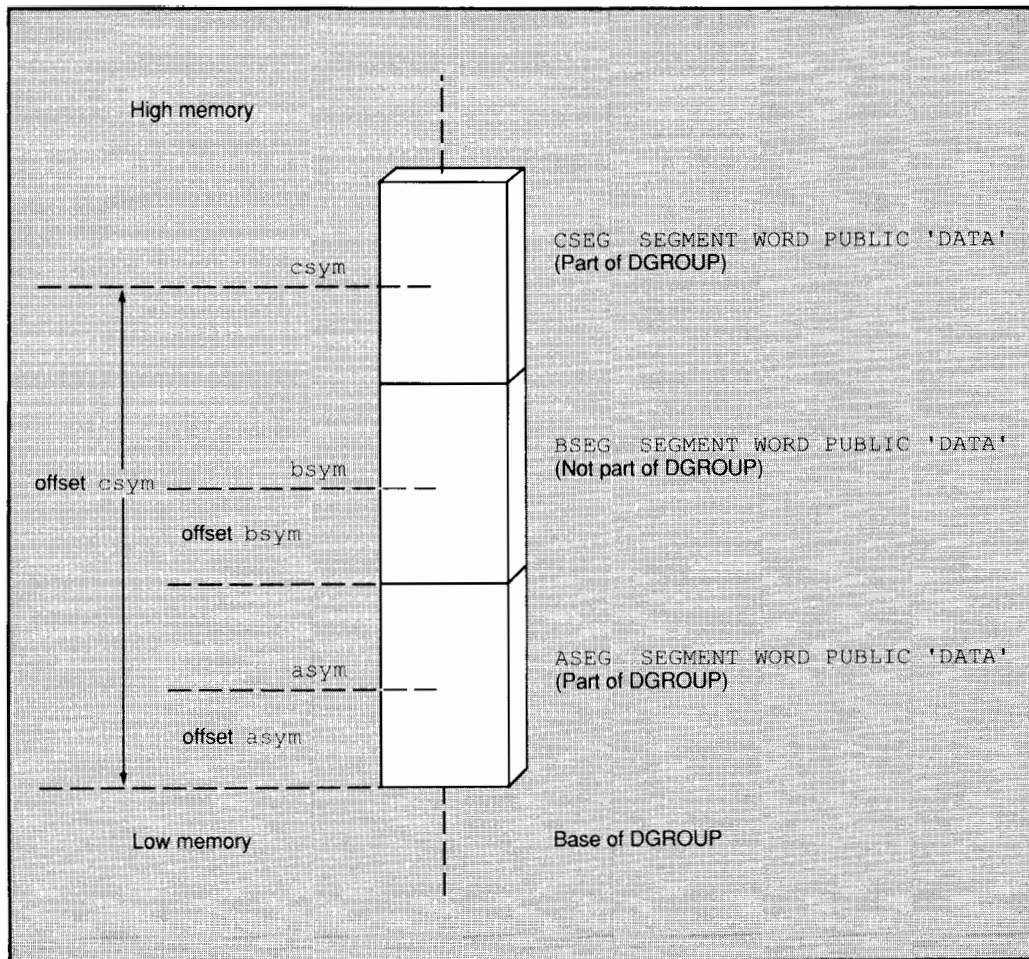 High memory
CSEG SEGMENT WORD PUBLIC 'DATA'
(Part of DGROUP)
csym
BSEG SEGMENT WORD PUBLIC 'DATA'
(Not part of DGROUP)
bsym
offset csym
offset bsym
ASEG SEGMENT WORD PUBLIC 'DATA'
(Part of DGROUP)
asym
offset asym
Low memory
Base of DGROUP